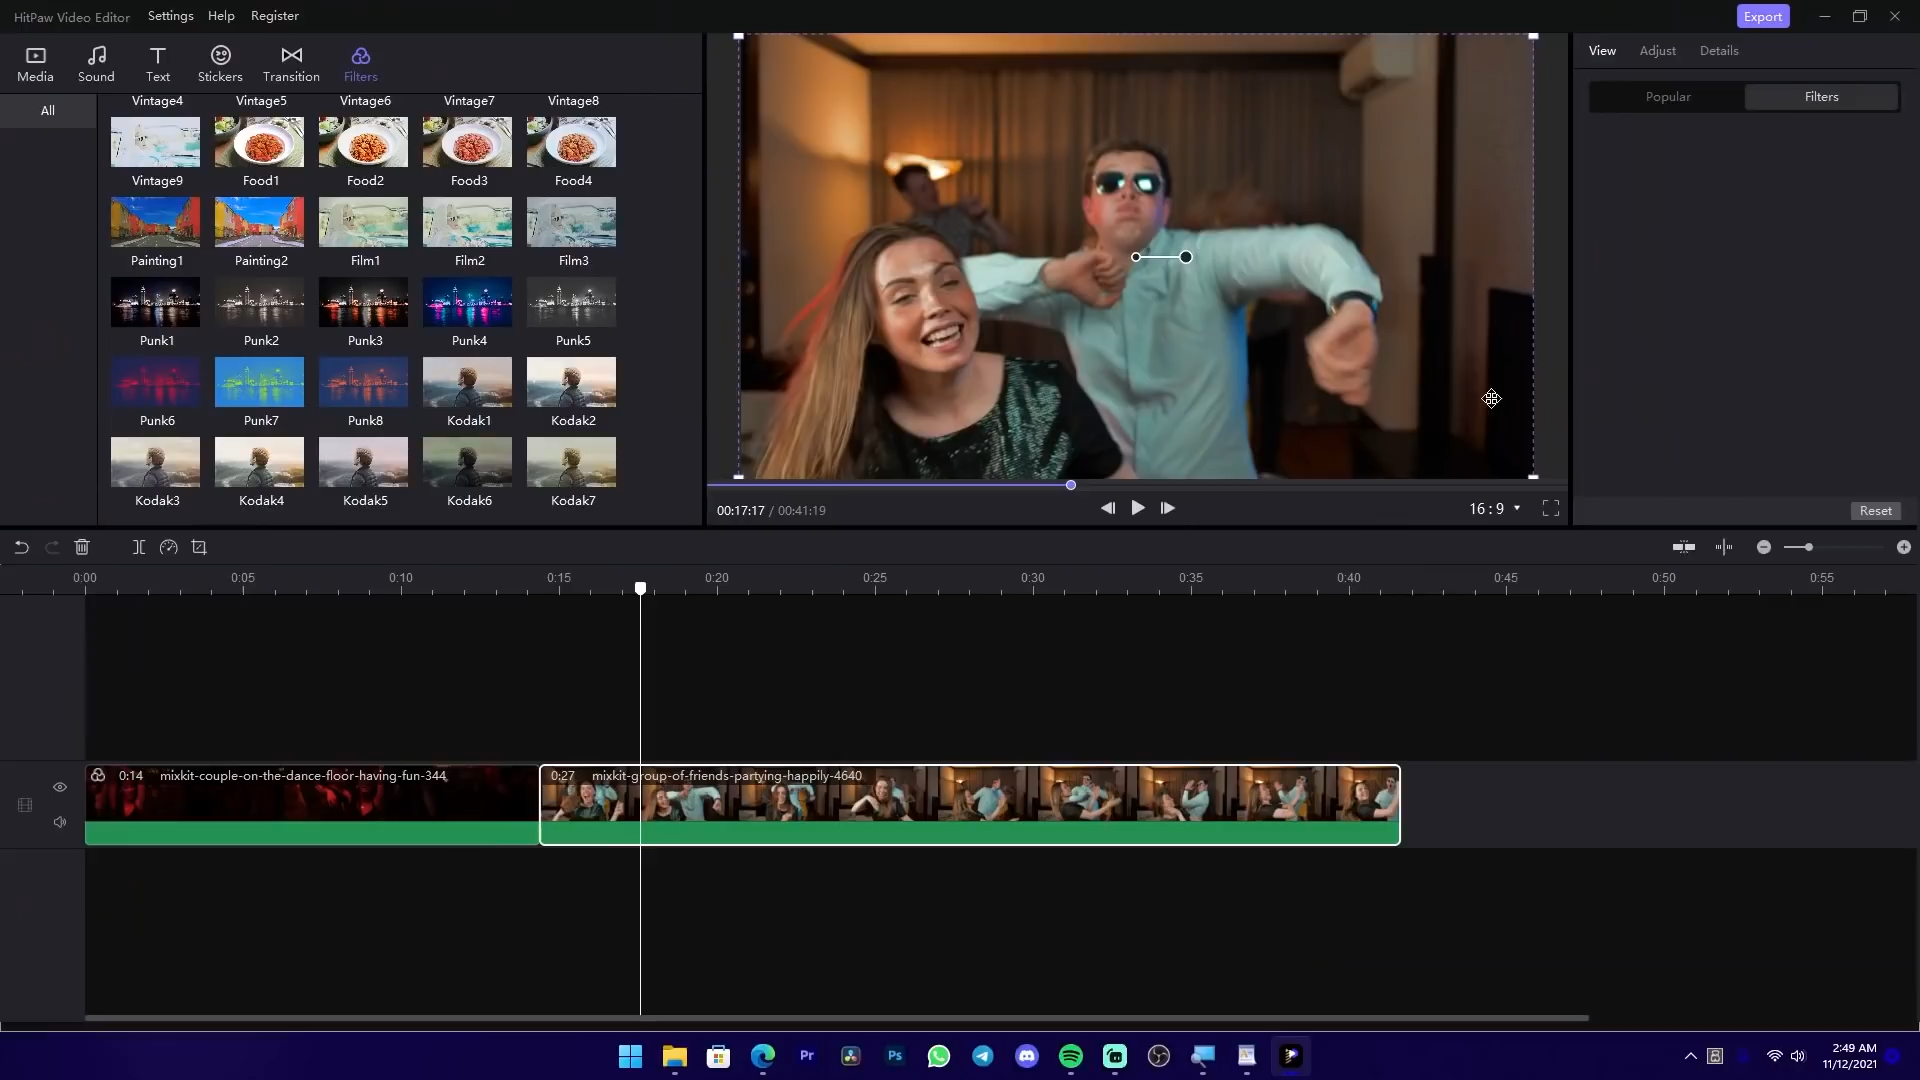 HitPaw Video Editor
Settings Help Register
Export
Media Sound Text Stickers Transition Filters
View Adjust Details
All
Popular Filters
Vintage4 Vintage5 Vintage6 Vintage7 Vintage8
Vintage9 Food1 Food2 Food3 Food4
Painting1 Painting2 Film1 Film2 Film3
Punk1 Punk2 Punk3 Punk4 Punk5
Punk6 Punk7 Punk8 Kodak1 Kodak2
Kodak3 Kodak4 Kodak5 Kodak6 Kodak7
00:17:17 / 00:41:19
16:9
Reset
0:00 0:05 0:10 0:15 0:20 0:25 0:30 0:35 0:40 0:45 0:50 0:55
0:14 mixkit-couple-on-the-dance-floor-having-fun-344
0:27 mixkit-group-of-friends-partying-happily-4640
Pr
Ps
2:49 AM
11/12/2021